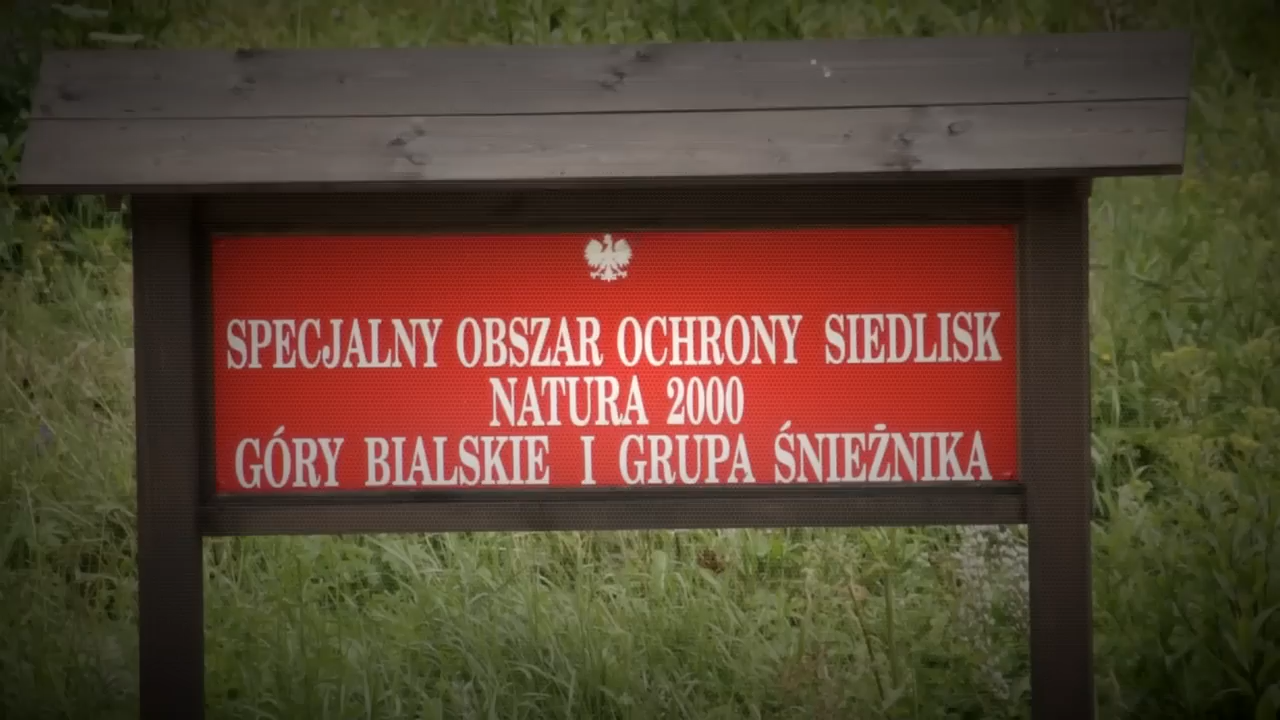 SPECJALNY OBSZAR OCHRONY SIEDLISK
NATURA 2000
GÓRY BIALSKIE I GRUPA ŚNIEŻNIKA